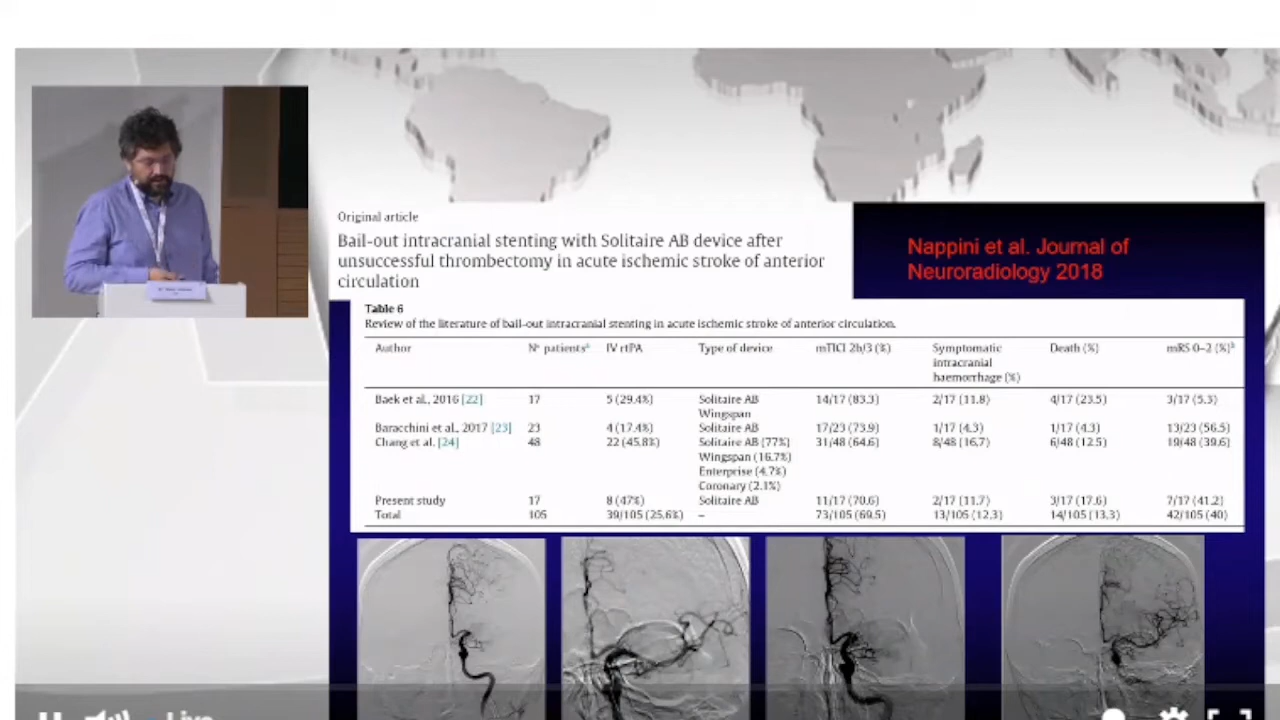 Original article
Bail-out intracranial stenting with Solitaire AB device after
unsuccessful thrombectomy in acute ischemic stroke of anterior
circulation
Nappini et al. Journal of
Neuroradiology 2018
Table 6
Review of the literature of bail-out intracranial stenting in acute ischemic stroke of anterior circulation.
Author Nº patientsª IV rtPA Type of device mTICI 2b/3 (%) Symptomatic Death (%) mRS 0–2 (%)ᵇ
intracranial
haemorrhage (%)
Baek et al., 2016 [22] 17 5 (29.4%) Solitaire AB 14/17 (83.3) 2/17 (11.8) 4/17 (23.5) 3/17 (5.3)
Wingspan
Baracchini et al., 2017 [23] 23 4 (17.4%) Solitaire AB 17/23 (73.9) 1/17 (4.3) 1/17 (4.3) 13/23 (56.5)
Chang et al. [24] 48 22 (45.8%) Solitaire AB (77%) 31/48 (64.6) 8/48 (16.7) 6/48 (12.5) 19/48 (39.6)
Wingspan (16.7%)
Enterprise (4.7%)
Coronary (2.1%)
Present study 17 8 (47%) Solitaire AB 11/17 (70.6) 2/17 (11.7) 3/17 (17.6) 7/17 (41.2)
Total 105 39/105 (25.6%) – 73/105 (69.5) 13/105 (12.3) 14/105 (13.3) 42/105 (40)
Live